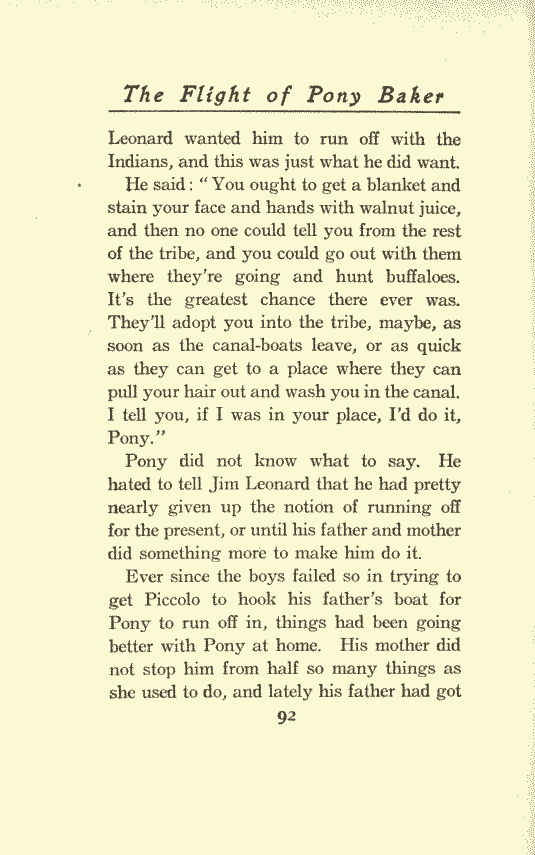 The Flight of Pony Baker
Leonard wanted him to run off with the
Indians, and this was just what he did want.
He said: "You ought to get a blanket and
stain your face and hands with walnut juice,
and then no one could tell you from the rest
of the tribe, and you could go out with them
where they're going and hunt buffaloes.
It's the greatest chance there ever was.
They'll adopt you into the tribe, maybe, as
soon as the canal-boats leave, or as quick
as they can get to a place where they can
pull your hair out and wash you in the canal.
I tell you, if I was in your place, I'd do it,
Pony."
Pony did not know what to say. He
hated to tell Jim Leonard that he had pretty
nearly given up the notion of running off
for the present, or until his father and mother
did something more to make him do it.
Ever since the boys failed so in trying to
get Piccolo to hook his father's boat for
Pony to run off in, things had been going
better with Pony at home. His mother did
not stop him from half so many things as
she used to do, and lately his father had got
92